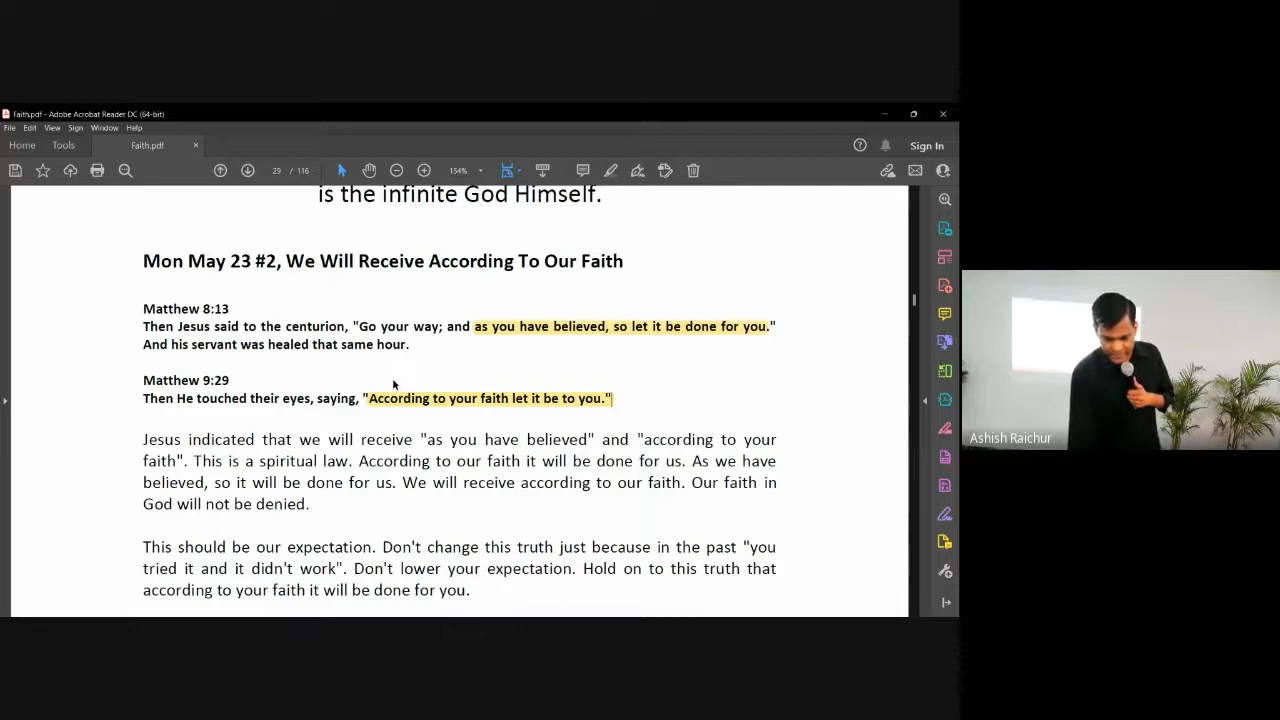 Faith.pdf - Adobe Acrobat Reader DC (64-bit)
File Edit View Sign Window Help
Home Tools Faith.pdf × Sign In
29 / 116 154%
is the infinite God Himself.
Mon May 23 #2, We Will Receive According To Our Faith
Matthew 8:13
Then Jesus said to the centurion, "Go your way; and as you have believed, so let it be done for you."
And his servant was healed that same hour.
Matthew 9:29
Then He touched their eyes, saying, "According to your faith let it be to you."
Jesus indicated that we will receive "as you have believed" and "according to your
faith". This is a spiritual law. According to our faith it will be done for us. As we have
believed, so it will be done for us. We will receive according to our faith. Our faith in
God will not be denied.
This should be our expectation. Don't change this truth just because in the past "you
tried it and it didn't work". Don't lower your expectation. Hold on to this truth that
according to your faith it will be done for you.
Ashish Raichur